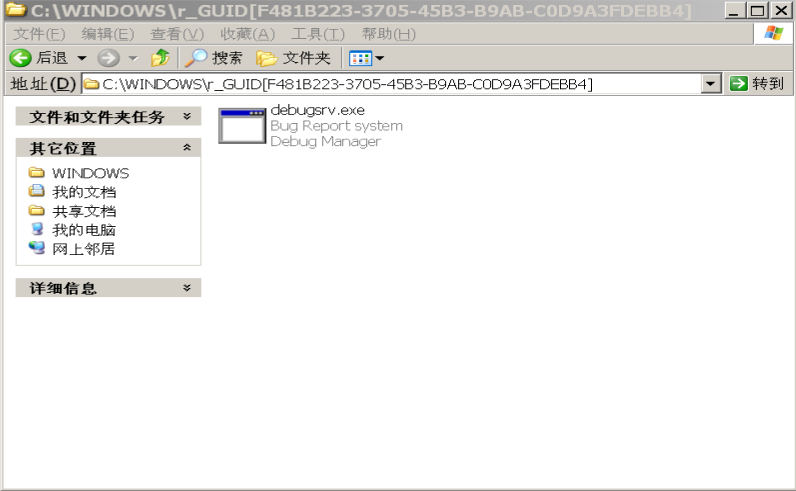 C:\WINDOWS\r_GUID[F481B223-3705-45B3-B9AB-C0D9A3FDEBB4]
文件(F) 编辑(E) 查看(V) 收藏(A) 工具(T) 帮助(H)
后退 搜索 文件夹
地址(D) C:\WINDOWS\r_GUID[F481B223-3705-45B3-B9AB-C0D9A3FDEBB4] 转到
文件和文件夹任务
其它位置
WINDOWS
我的文档
共享文档
我的电脑
网上邻居
详细信息
debugsrv.exe
Bug Report system
Debug Manager